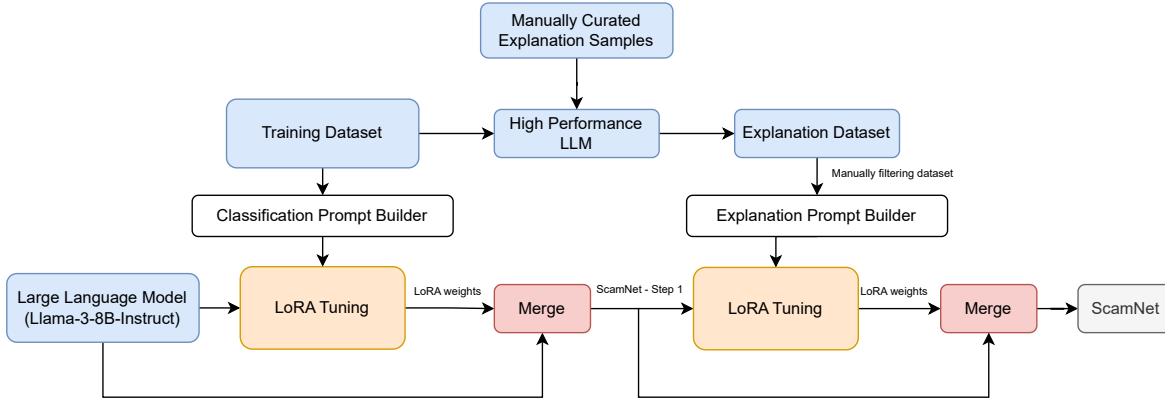 Manually Curated
Explanation Samples
Training Dataset
High Performance
LLM
Explanation Dataset
Manually filtering dataset
Classification Prompt Builder
Explanation Prompt Builder
Large Language Model
(Llama-3-8B-Instruct)
LoRA Tuning
LoRA weights
Merge
ScamNet - Step 1
LoRA Tuning
LoRA weights
Merge
ScamNet